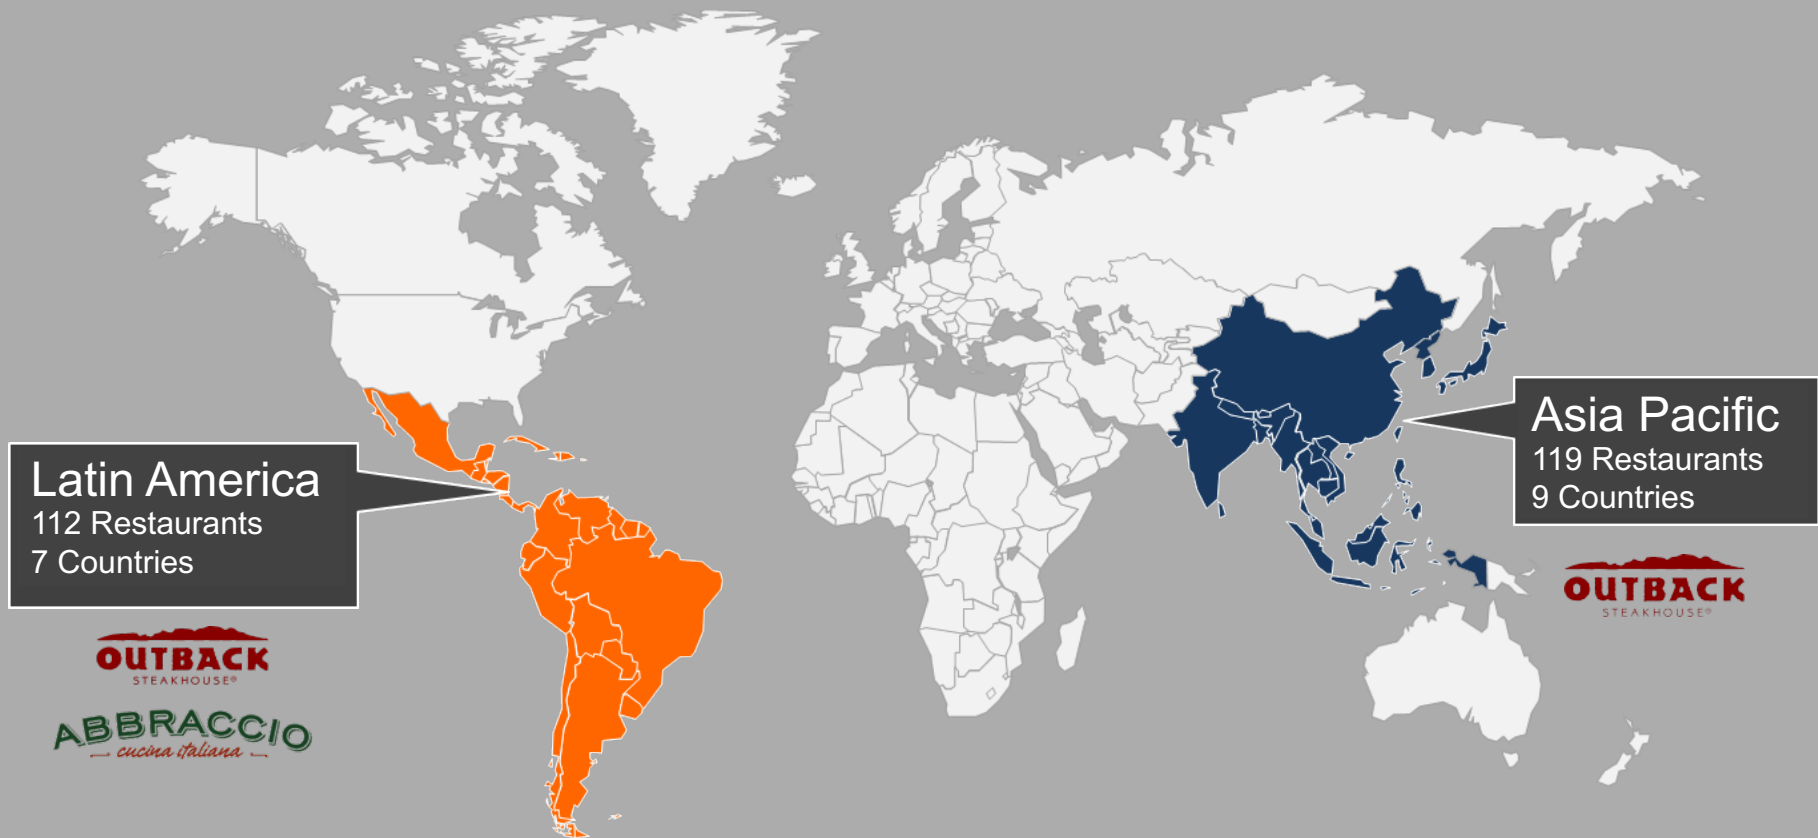 Latin America
112 Restaurants
7 Countries
OUTBACK
STEAKHOUSE®
ABBRACCIO
cucina italiana
Asia Pacific
119 Restaurants
9 Countries
OUTBACK
STEAKHOUSE®